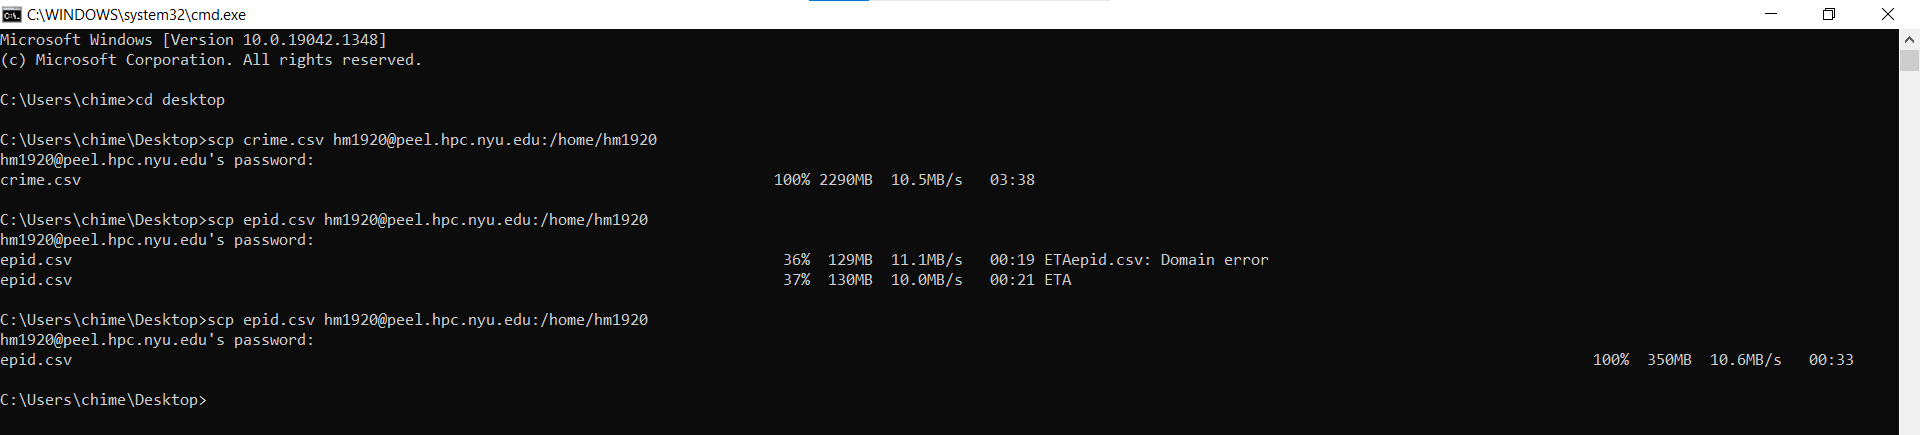 C:\WINDOWS\system32\cmd.exe
Microsoft Windows [Version 10.0.19042.1348]
(c) Microsoft Corporation. All rights reserved.
C:\Users\chime>cd desktop
C:\Users\chime\Desktop>scp crime.csv hm1920@peel.hpc.nyu.edu:/home/hm1920
hm1920@peel.hpc.nyu.edu's password:
crime.csv 100% 2290MB 10.5MB/s 03:38
C:\Users\chime\Desktop>scp epid.csv hm1920@peel.hpc.nyu.edu:/home/hm1920
hm1920@peel.hpc.nyu.edu's password:
epid.csv 36% 129MB 11.1MB/s 00:19 ETAepid.csv: Domain error
epid.csv 37% 130MB 10.0MB/s 00:21 ETA
C:\Users\chime\Desktop>scp epid.csv hm1920@peel.hpc.nyu.edu:/home/hm1920
hm1920@peel.hpc.nyu.edu's password:
epid.csv 100% 350MB 10.6MB/s 00:33
C:\Users\chime\Desktop>